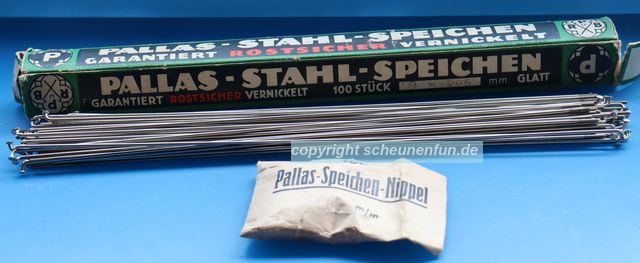 PALLAS-STAHL-SPEICHEN
GARANTIERT ROSTSICHER VERNICKELT
P
PALLAS-STAHL-SPEICHEN
GARANTIERT ROSTSICHER VERNICKELT 100 STÜCK mm. GLATT
P
copyright scheunenfun.de
Pallas-Speichen-Nippel
m/m